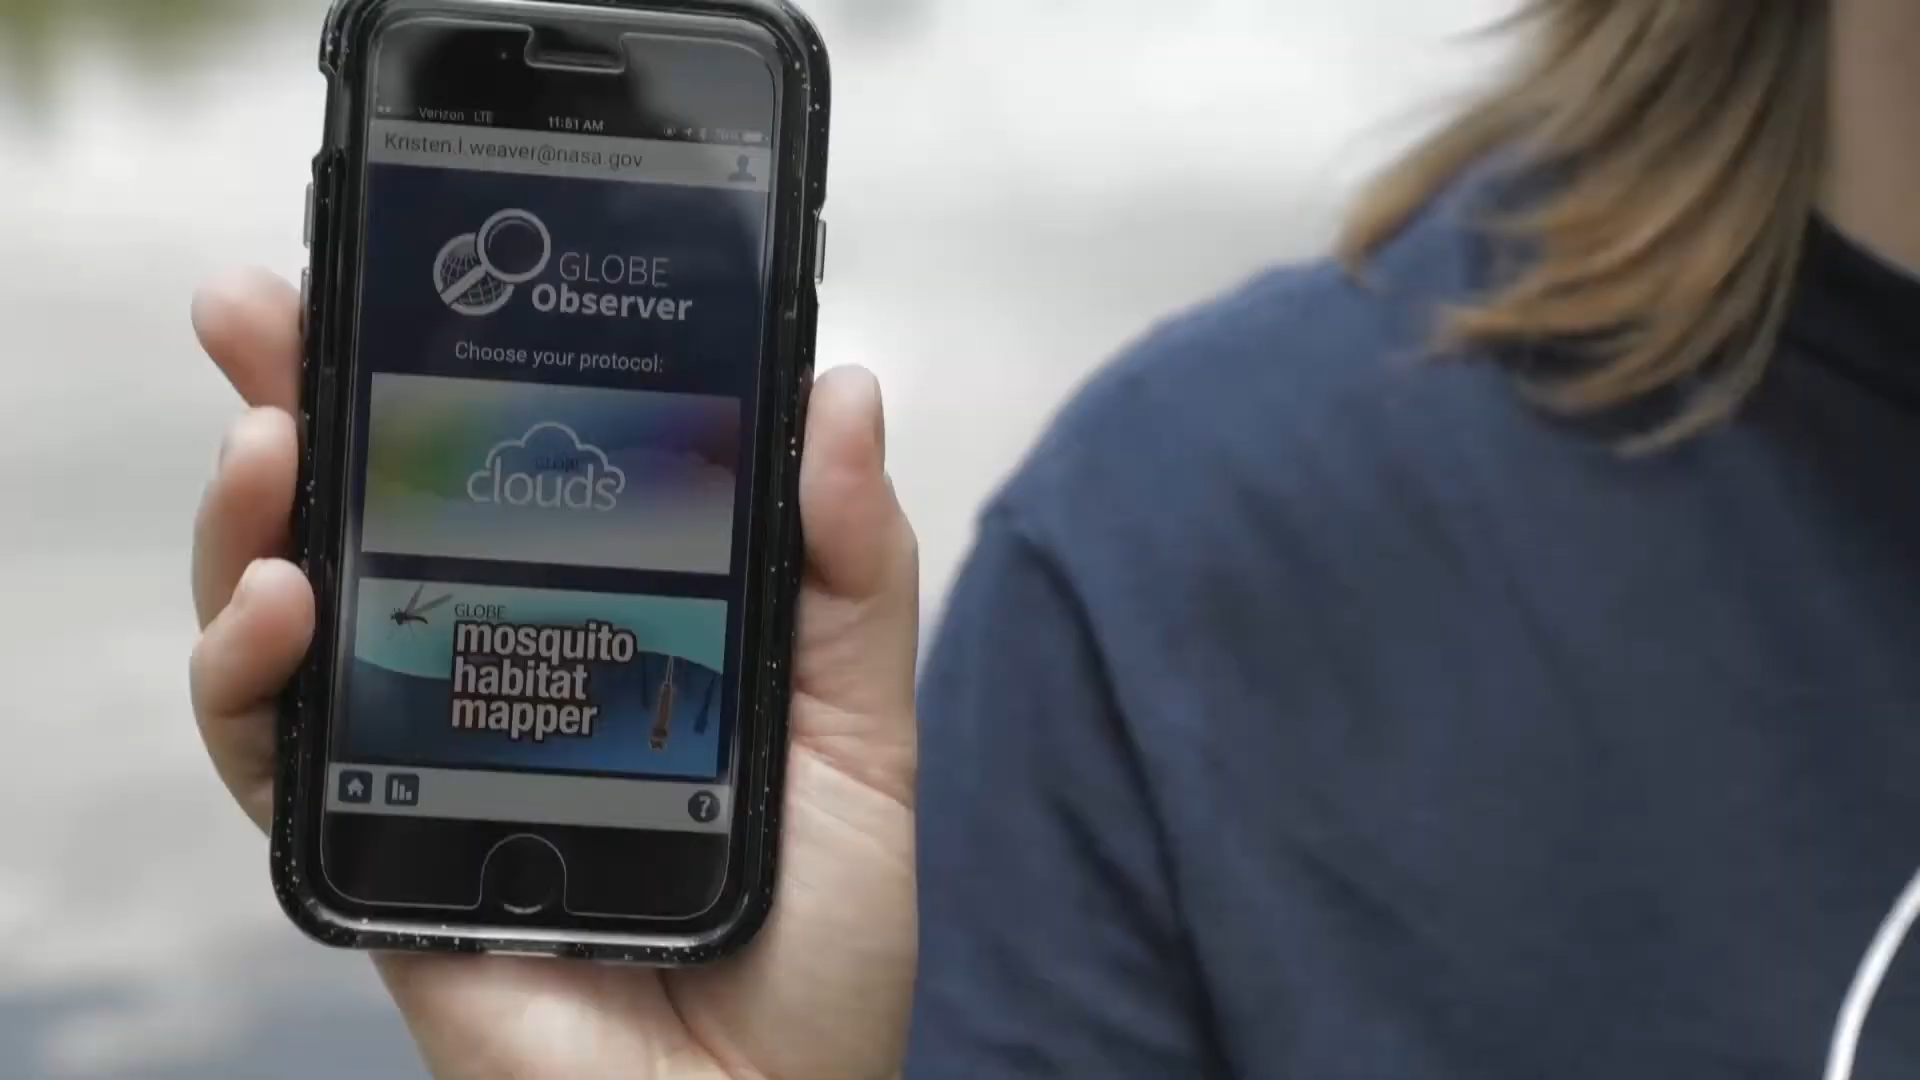 Verizon LTE 11:51 AM
Kristen.l.weaver@nasa.gov
GLOBE
Observer
Choose your protocol:
clouds
GLOBE
mosquito
habitat
mapper
?